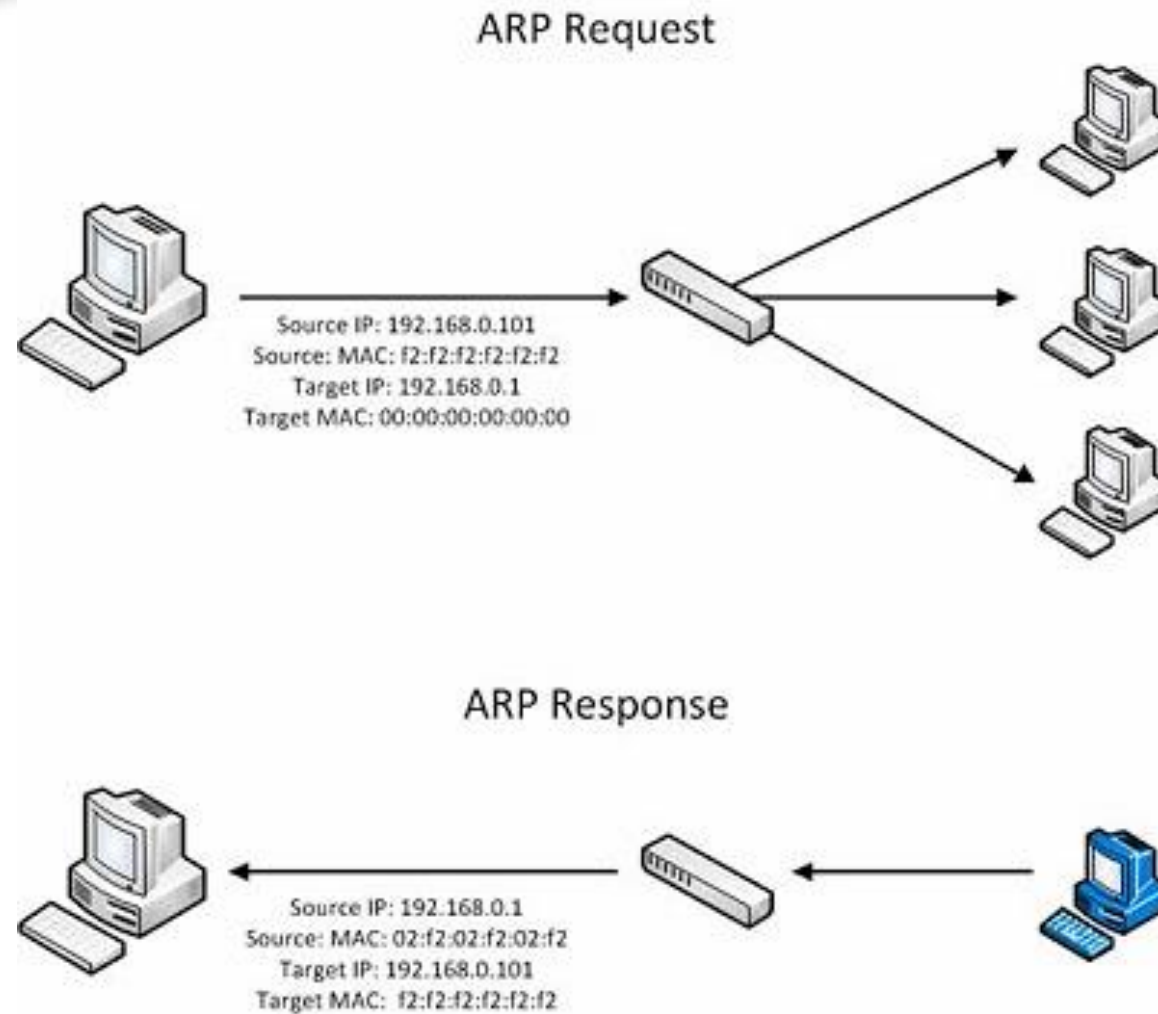 ARP Request
Source IP: 192.168.0.101
Source: MAC: f2:f2:f2:f2:f2:f2
Target IP: 192.168.0.1
Target MAC: 00:00:00:00:00:00
ARP Response
Source IP: 192.168.0.1
Source: MAC: 02:f2:02:f2:02:f2
Target IP: 192.168.0.101
Target MAC: f2:f2:f2:f2:f2:f2